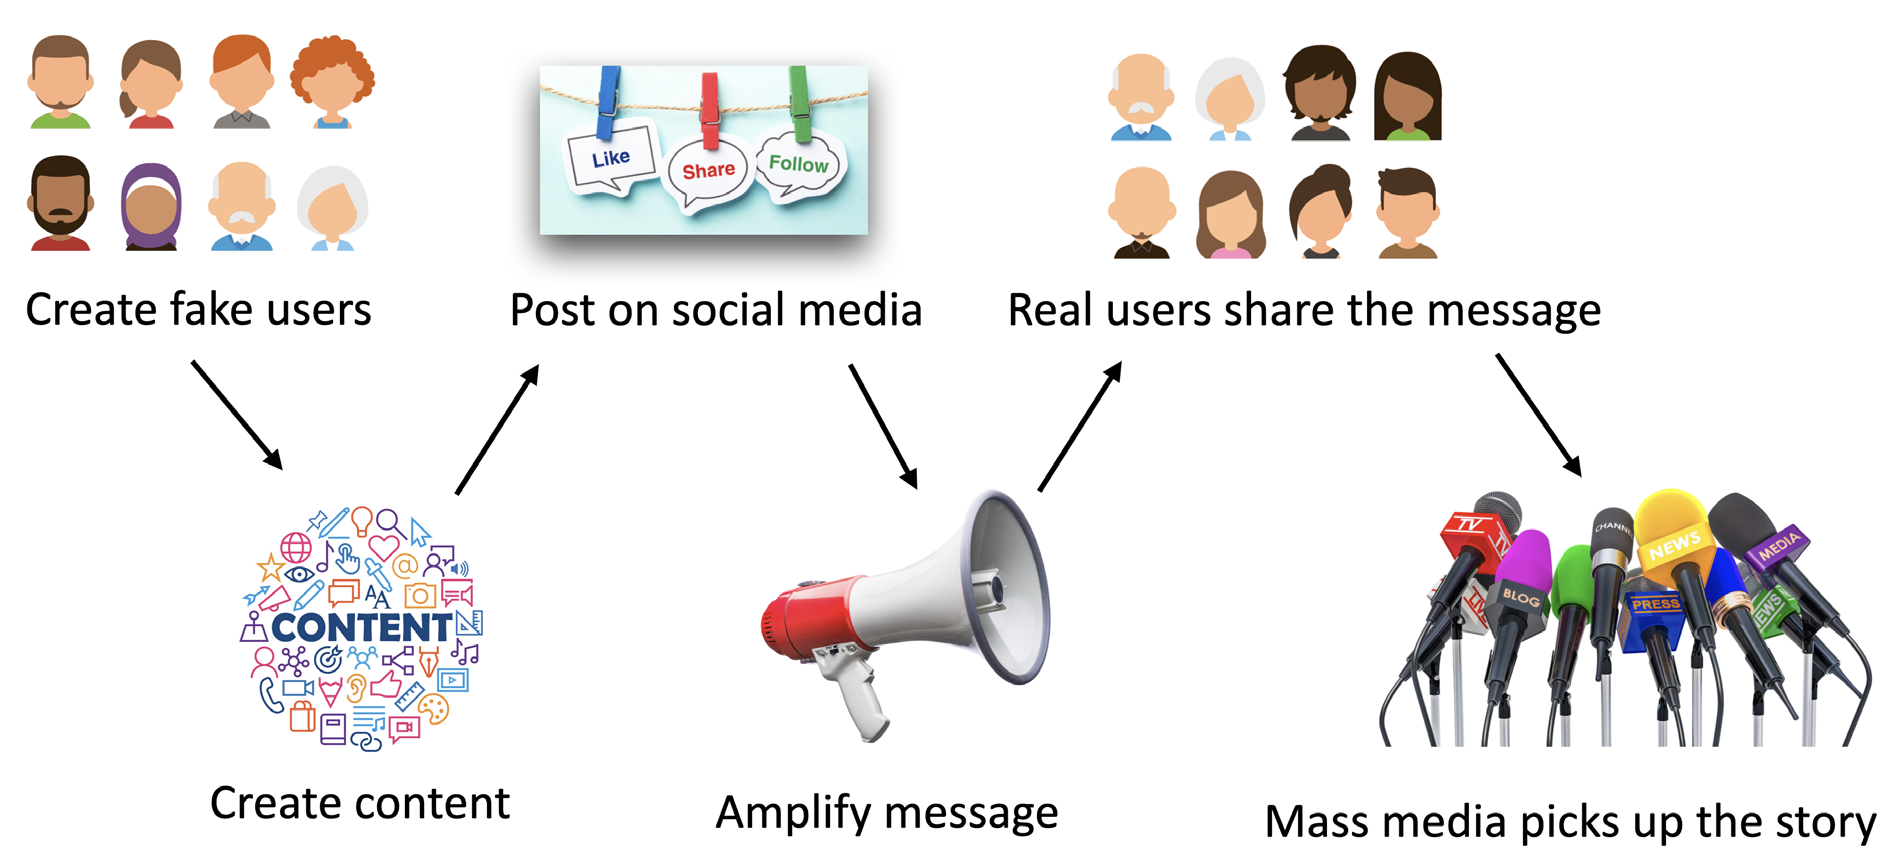 Like
Share
Follow
Create fake users
Post on social media
Real users share the message
CONTENT
AA
TV
BLOG
CHANN
NEWS
PRESS
MEDIA
Create content
Amplify message
Mass media picks up the story